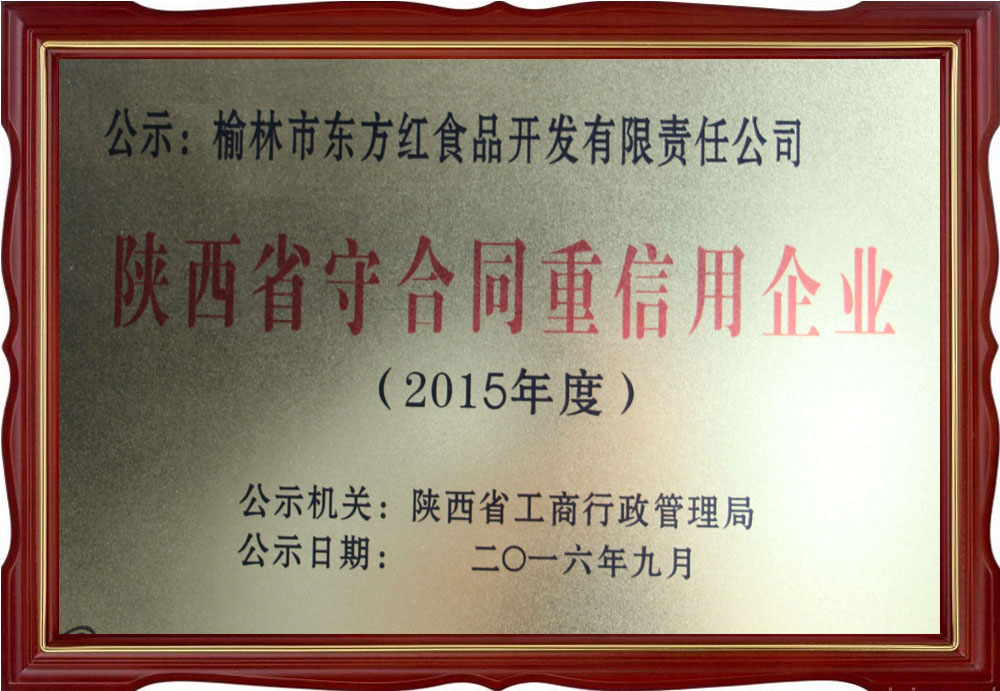 公示：榆林市东方红食品开发有限责任公司
陕西省守合同重信用企业
（2015年度）
公示机关：陕西省工商行政管理局
公示日期：二〇一六年九月